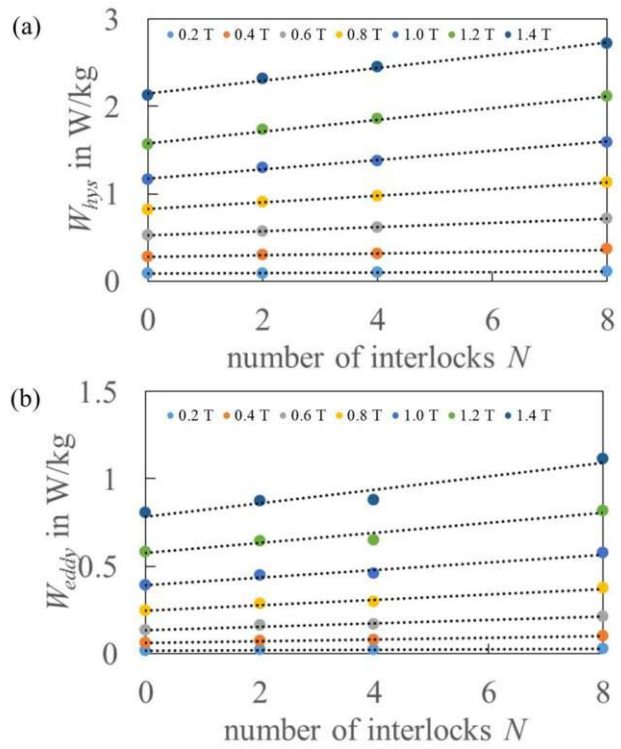 (a)
0.2 T 0.4 T 0.6 T 0.8 T 1.0 T 1.2 T 1.4 T
3
2
1
0
W_hys in W/kg
0 2 4 6 8
number of interlocks N
(b)
0.2 T 0.4 T 0.6 T 0.8 T 1.0 T 1.2 T 1.4 T
1.5
1
0.5
0
W_eddy in W/kg
0 2 4 6 8
number of interlocks N